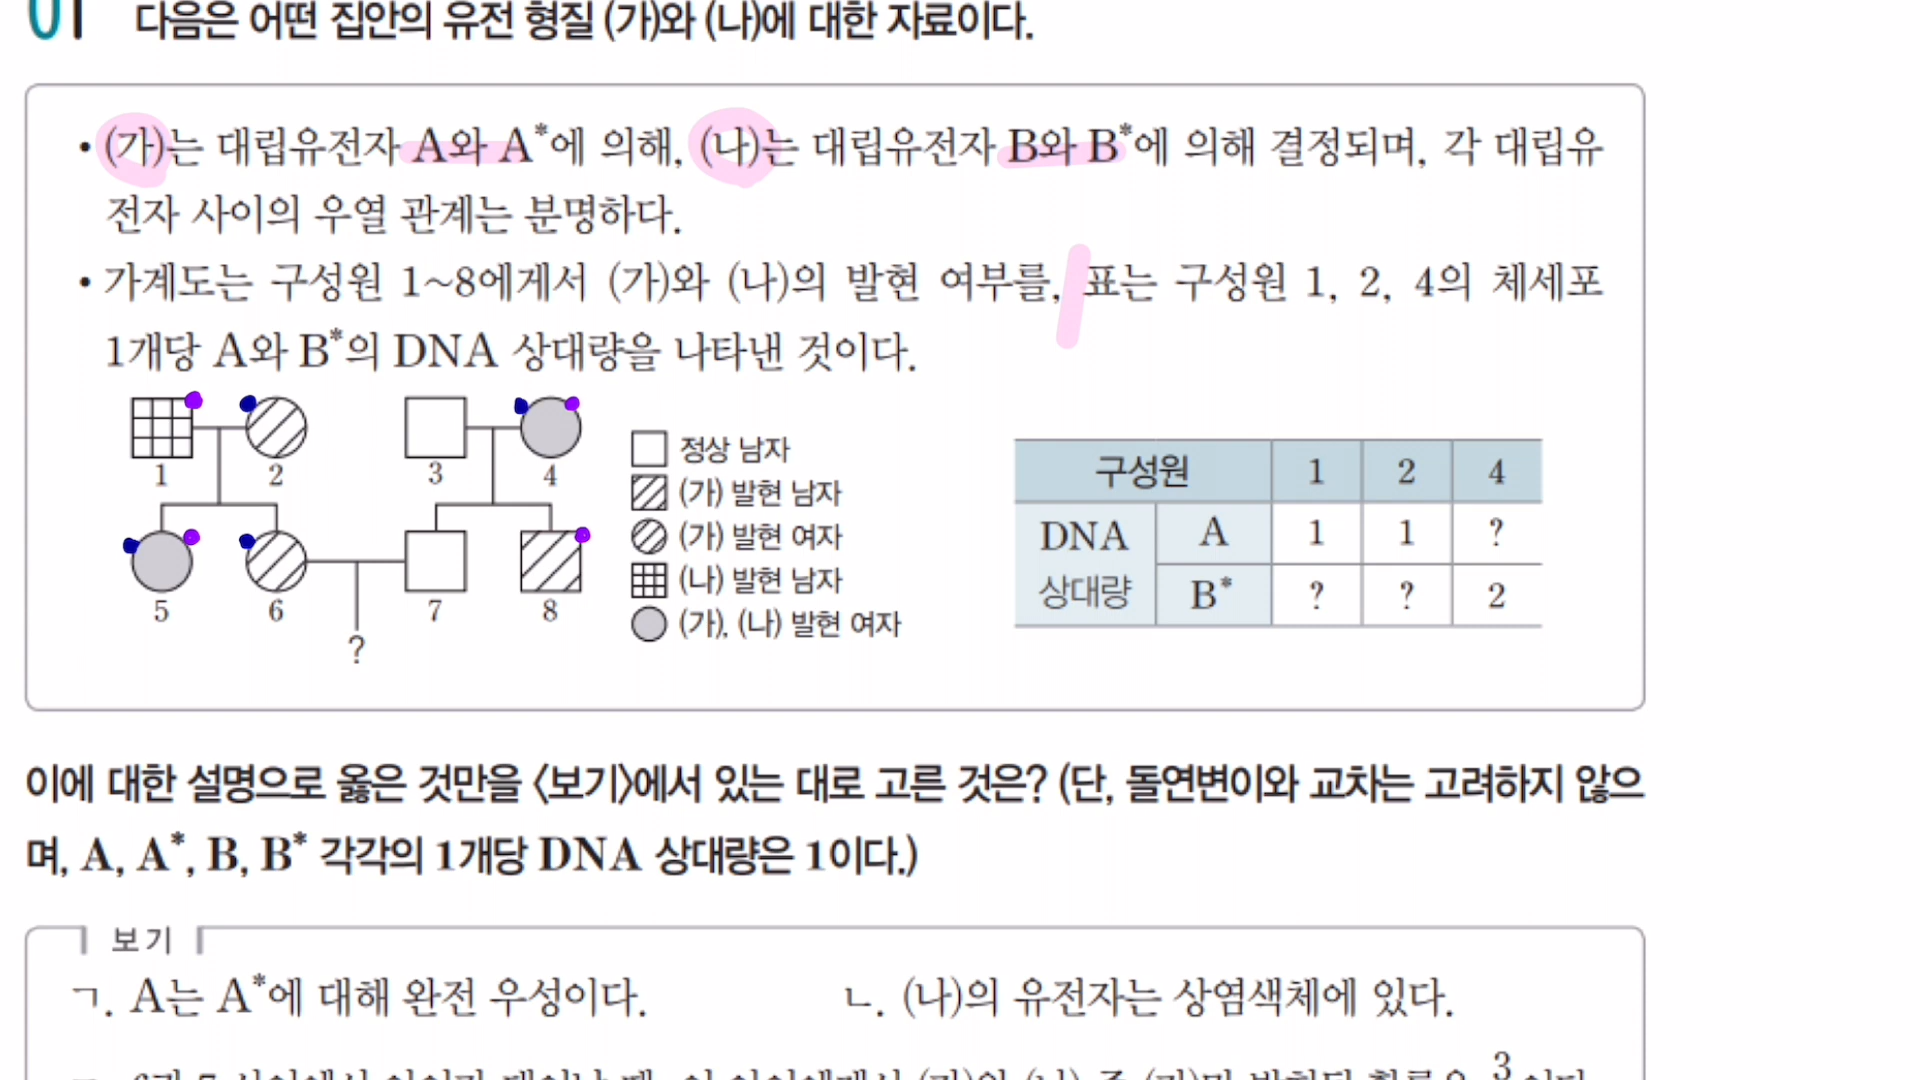 01 다음은 어떤 집안의 유전 형질 (가)와 (나)에 대한 자료이다.
• (가)는 대립유전자 A와 A*에 의해, (나)는 대립유전자 B와 B*에 의해 결정되며, 각 대립유
전자 사이의 우열 관계는 분명하다.
• 가계도는 구성원 1~8에게서 (가)와 (나)의 발현 여부를, 표는 구성원 1, 2, 4의 체세포
1개당 A와 B*의 DNA 상대량을 나타낸 것이다.
1 2 3 4
5 6 7 8
?
정상 남자
(가) 발현 남자
(가) 발현 여자
(나) 발현 남자
(가), (나) 발현 여자
구성원 1 2 4
DNA 상대량 A 1 1 ?
B* ? ? 2
이에 대한 설명으로 옳은 것만을 <보기>에서 있는 대로 고른 것은? (단, 돌연변이와 교차는 고려하지 않으
며, A, A*, B, B* 각각의 1개당 DNA 상대량은 1이다.)
보기
ㄱ. A는 A*에 대해 완전 우성이다. ㄴ. (나)의 유전자는 상염색체에 있다.
3